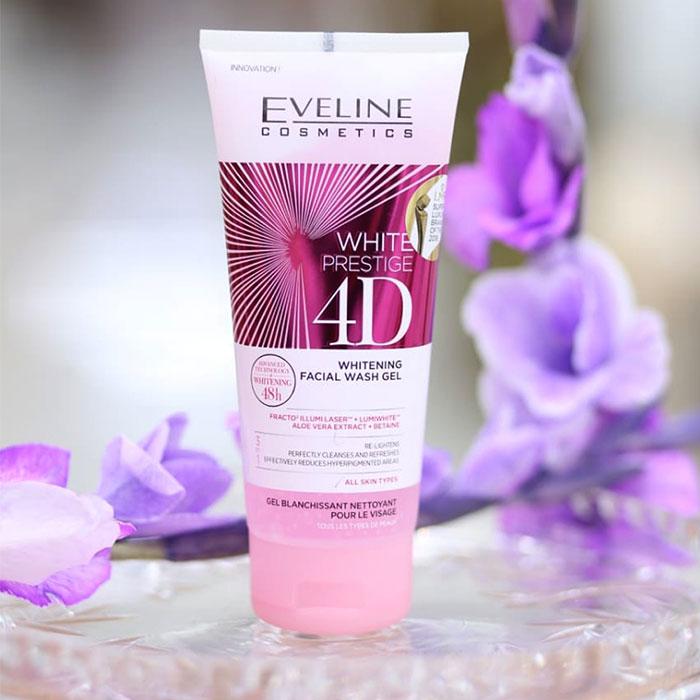 INNOVATION!
EVELINE
COSMETICS
WHITE
PRESTIGE
4D
WHITENING
FACIAL WASH GEL
ADVANCED
TECHNOLOGY
WHITENING
48h
FRACTO² ILLUMI LASER™ + LUMIWHITE™
ALOE VERA EXTRACT + BETAINE
RE-LIGHTENS
PERFECTLY CLEANSES AND REFRESHES
EFFECTIVELY REDUCES HYPERPIGMENTED AREAS
ALL SKIN TYPES
GEL BLANCHISSANT NETTOYANT
POUR LE VISAGE
TOUS LES TYPES DE PEAUX